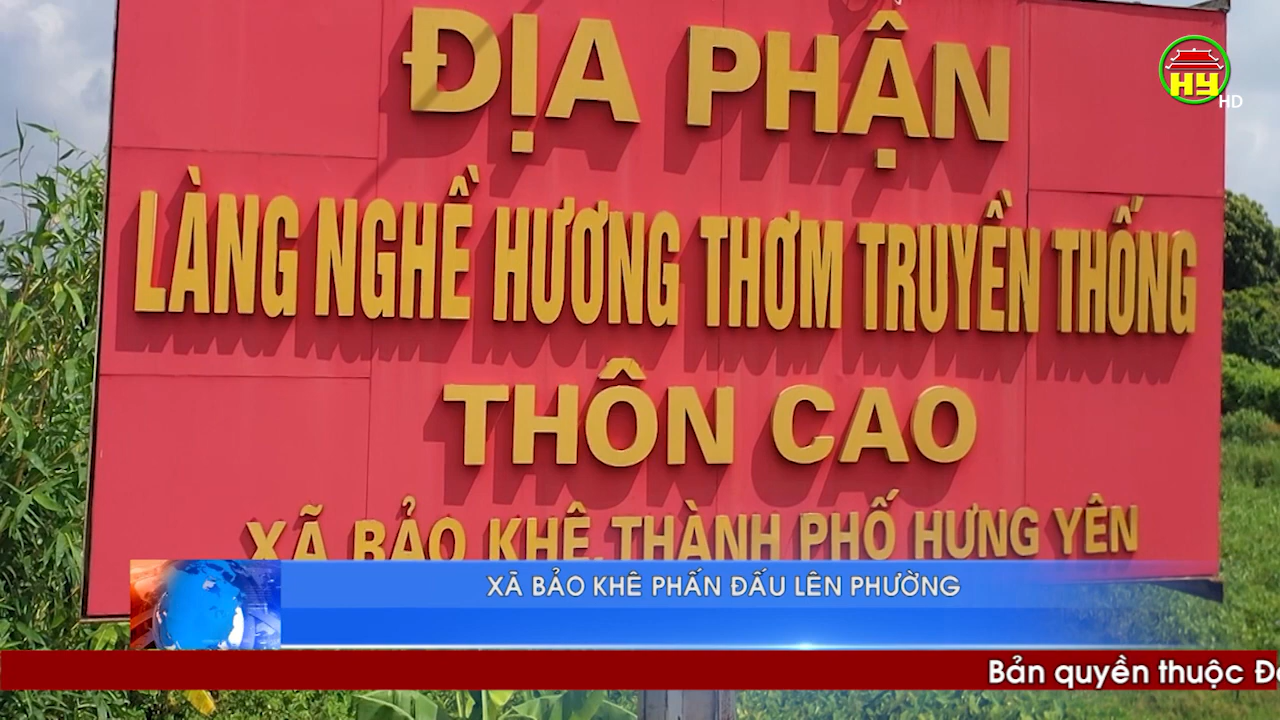 ĐỊA PHẬN
HY
HD
LÀNG NGHỀ HƯƠNG THƠM TRUYỀN THỐNG
THÔN CAO
XÃ BẢO KHÊ, THÀNH PHỐ HƯNG YÊN
XÃ BẢO KHÊ PHẤN ĐẤU LÊN PHƯỜNG
Bản quyền thuộc